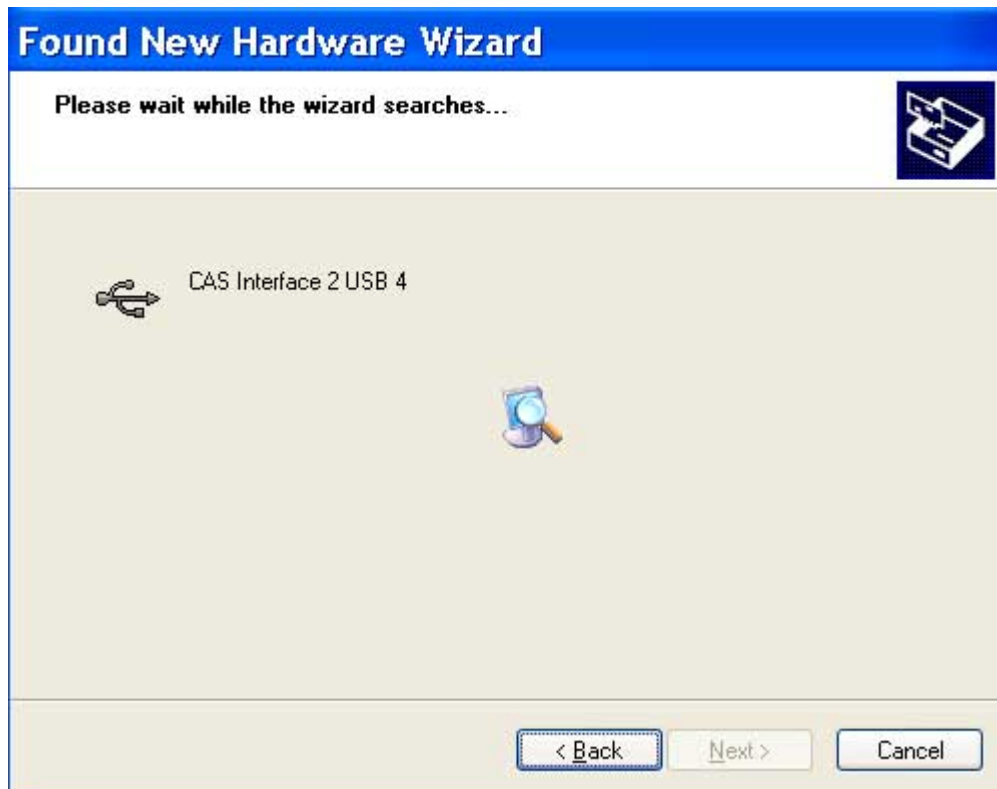 Found New Hardware Wizard
Please wait while the wizard searches...
CAS Interface 2 USB 4
< Back
Next >
Cancel